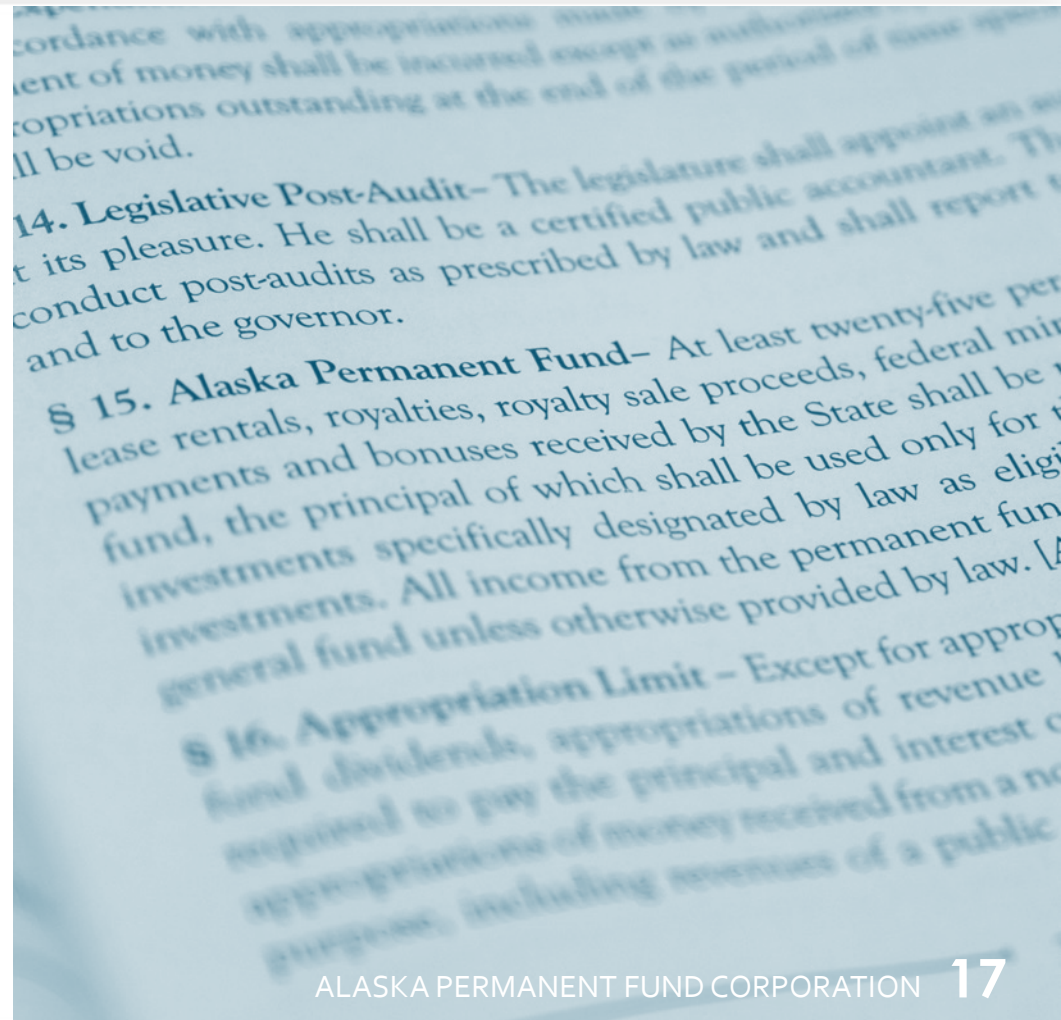 cordance with appropriations made
ent of money shall be incurred except as authorized
ropriations outstanding at the end of the period of time
ll be void.
14. Legislative Post-Audit– The legislature shall appoint an
t its pleasure. He shall be a certified public accountant. Th
conduct post-audits as prescribed by law and shall report
and to the governor.
§ 15. Alaska Permanent Fund– At least twenty-five per
lease rentals, royalties, royalty sale proceeds, federal mi
payments and bonuses received by the State shall be
fund, the principal of which shall be used only for
investments specifically designated by law as eligi
investments. All income from the permanent fun
general fund unless otherwise provided by law. [A
§ 16. Appropriation Limit – Except for approp
fund dividends, appropriations of revenue
required to pay the principal and interest
appropriations of money received from a no
purpose, including revenues of a public
ALASKA PERMANENT FUND CORPORATION 17